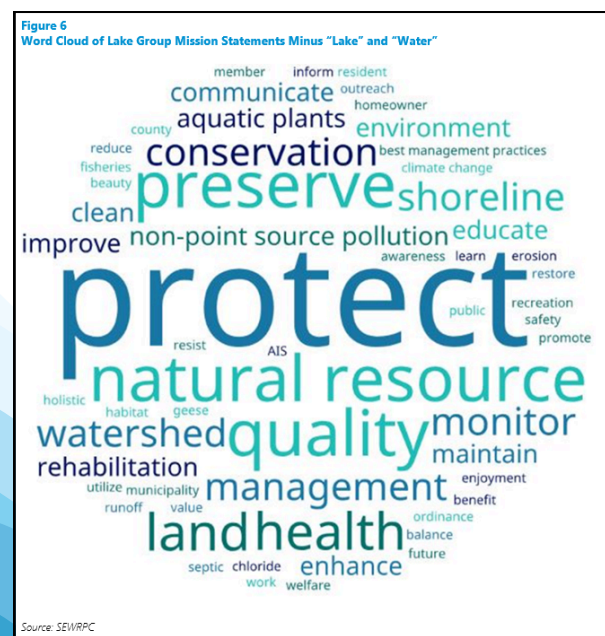 Figure 6
Word Cloud of Lake Group Mission Statements Minus “Lake” and “Water”
member inform resident
communicate outreach
homeowner
aquatic plants
county environment
reduce conservation best management practices
fisheries preserve climate change
beauty shoreline
clean
improve non-point source pollution educate
awareness learn erosion
protect restore
public recreation
safety
promote
resist AIS
natural resource
holistic
habitat geese
watershed quality monitor
maintain
rehabilitation
enjoyment
utilize municipality management benefit
runoff value
land health ordinance
balance
future
septic chloride enhance
work welfare
Source: SEWRPC